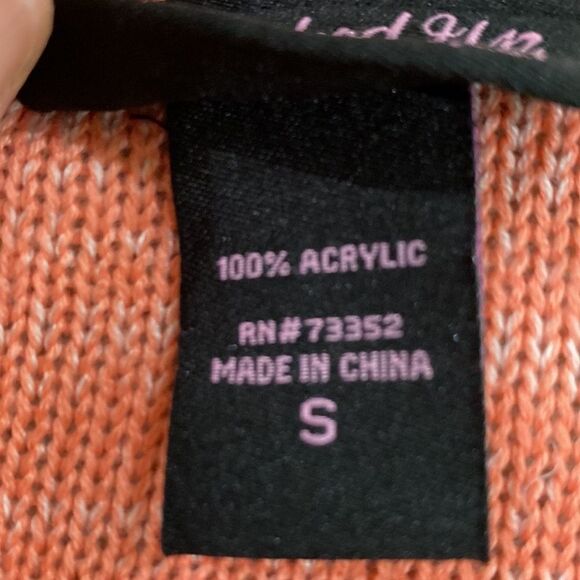 100% ACRYLIC
RN#73352
MADE IN CHINA
S